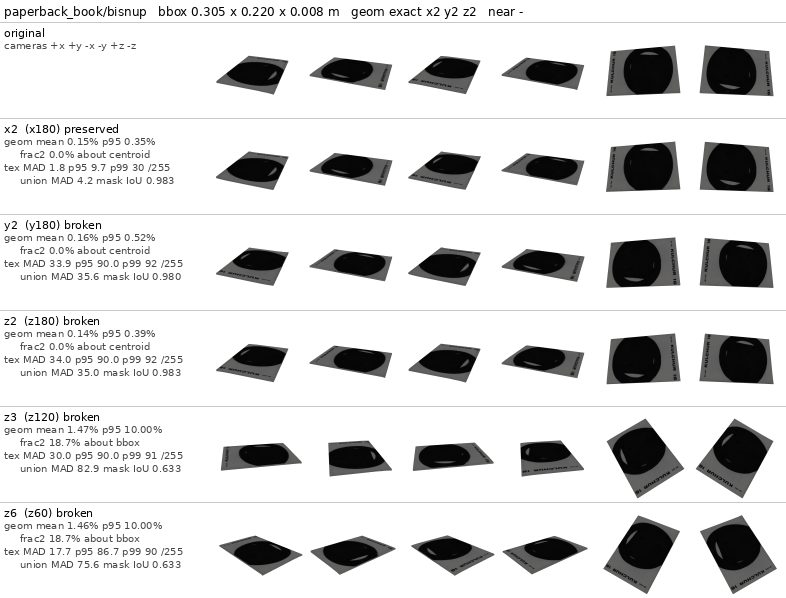 paperback_book/bisnup   bbox 0.305 x 0.220 x 0.008 m   geom exact x2 y2 z2   near -
original
cameras +x +y -x -y +z -z
x2 (x180) preserved
geom mean 0.15% p95 0.35%
frac2 0.0% about centroid
tex MAD 1.8 p95 9.7 p99 30 /255
union MAD 4.2 mask IoU 0.983
y2 (y180) broken
geom mean 0.16% p95 0.52%
frac2 0.0% about centroid
tex MAD 33.9 p95 90.0 p99 92 /255
union MAD 35.6 mask IoU 0.980
z2 (z180) broken
geom mean 0.14% p95 0.39%
frac2 0.0% about centroid
tex MAD 34.0 p95 90.0 p99 92 /255
union MAD 35.0 mask IoU 0.983
z3 (z120) broken
geom mean 1.47% p95 10.00%
frac2 18.7% about bbox
tex MAD 30.0 p95 90.0 p99 91 /255
union MAD 82.9 mask IoU 0.633
z6 (z60) broken
geom mean 1.46% p95 10.00%
frac2 18.7% about bbox
tex MAD 17.7 p95 86.7 p99 90 /255
union MAD 75.6 mask IoU 0.633